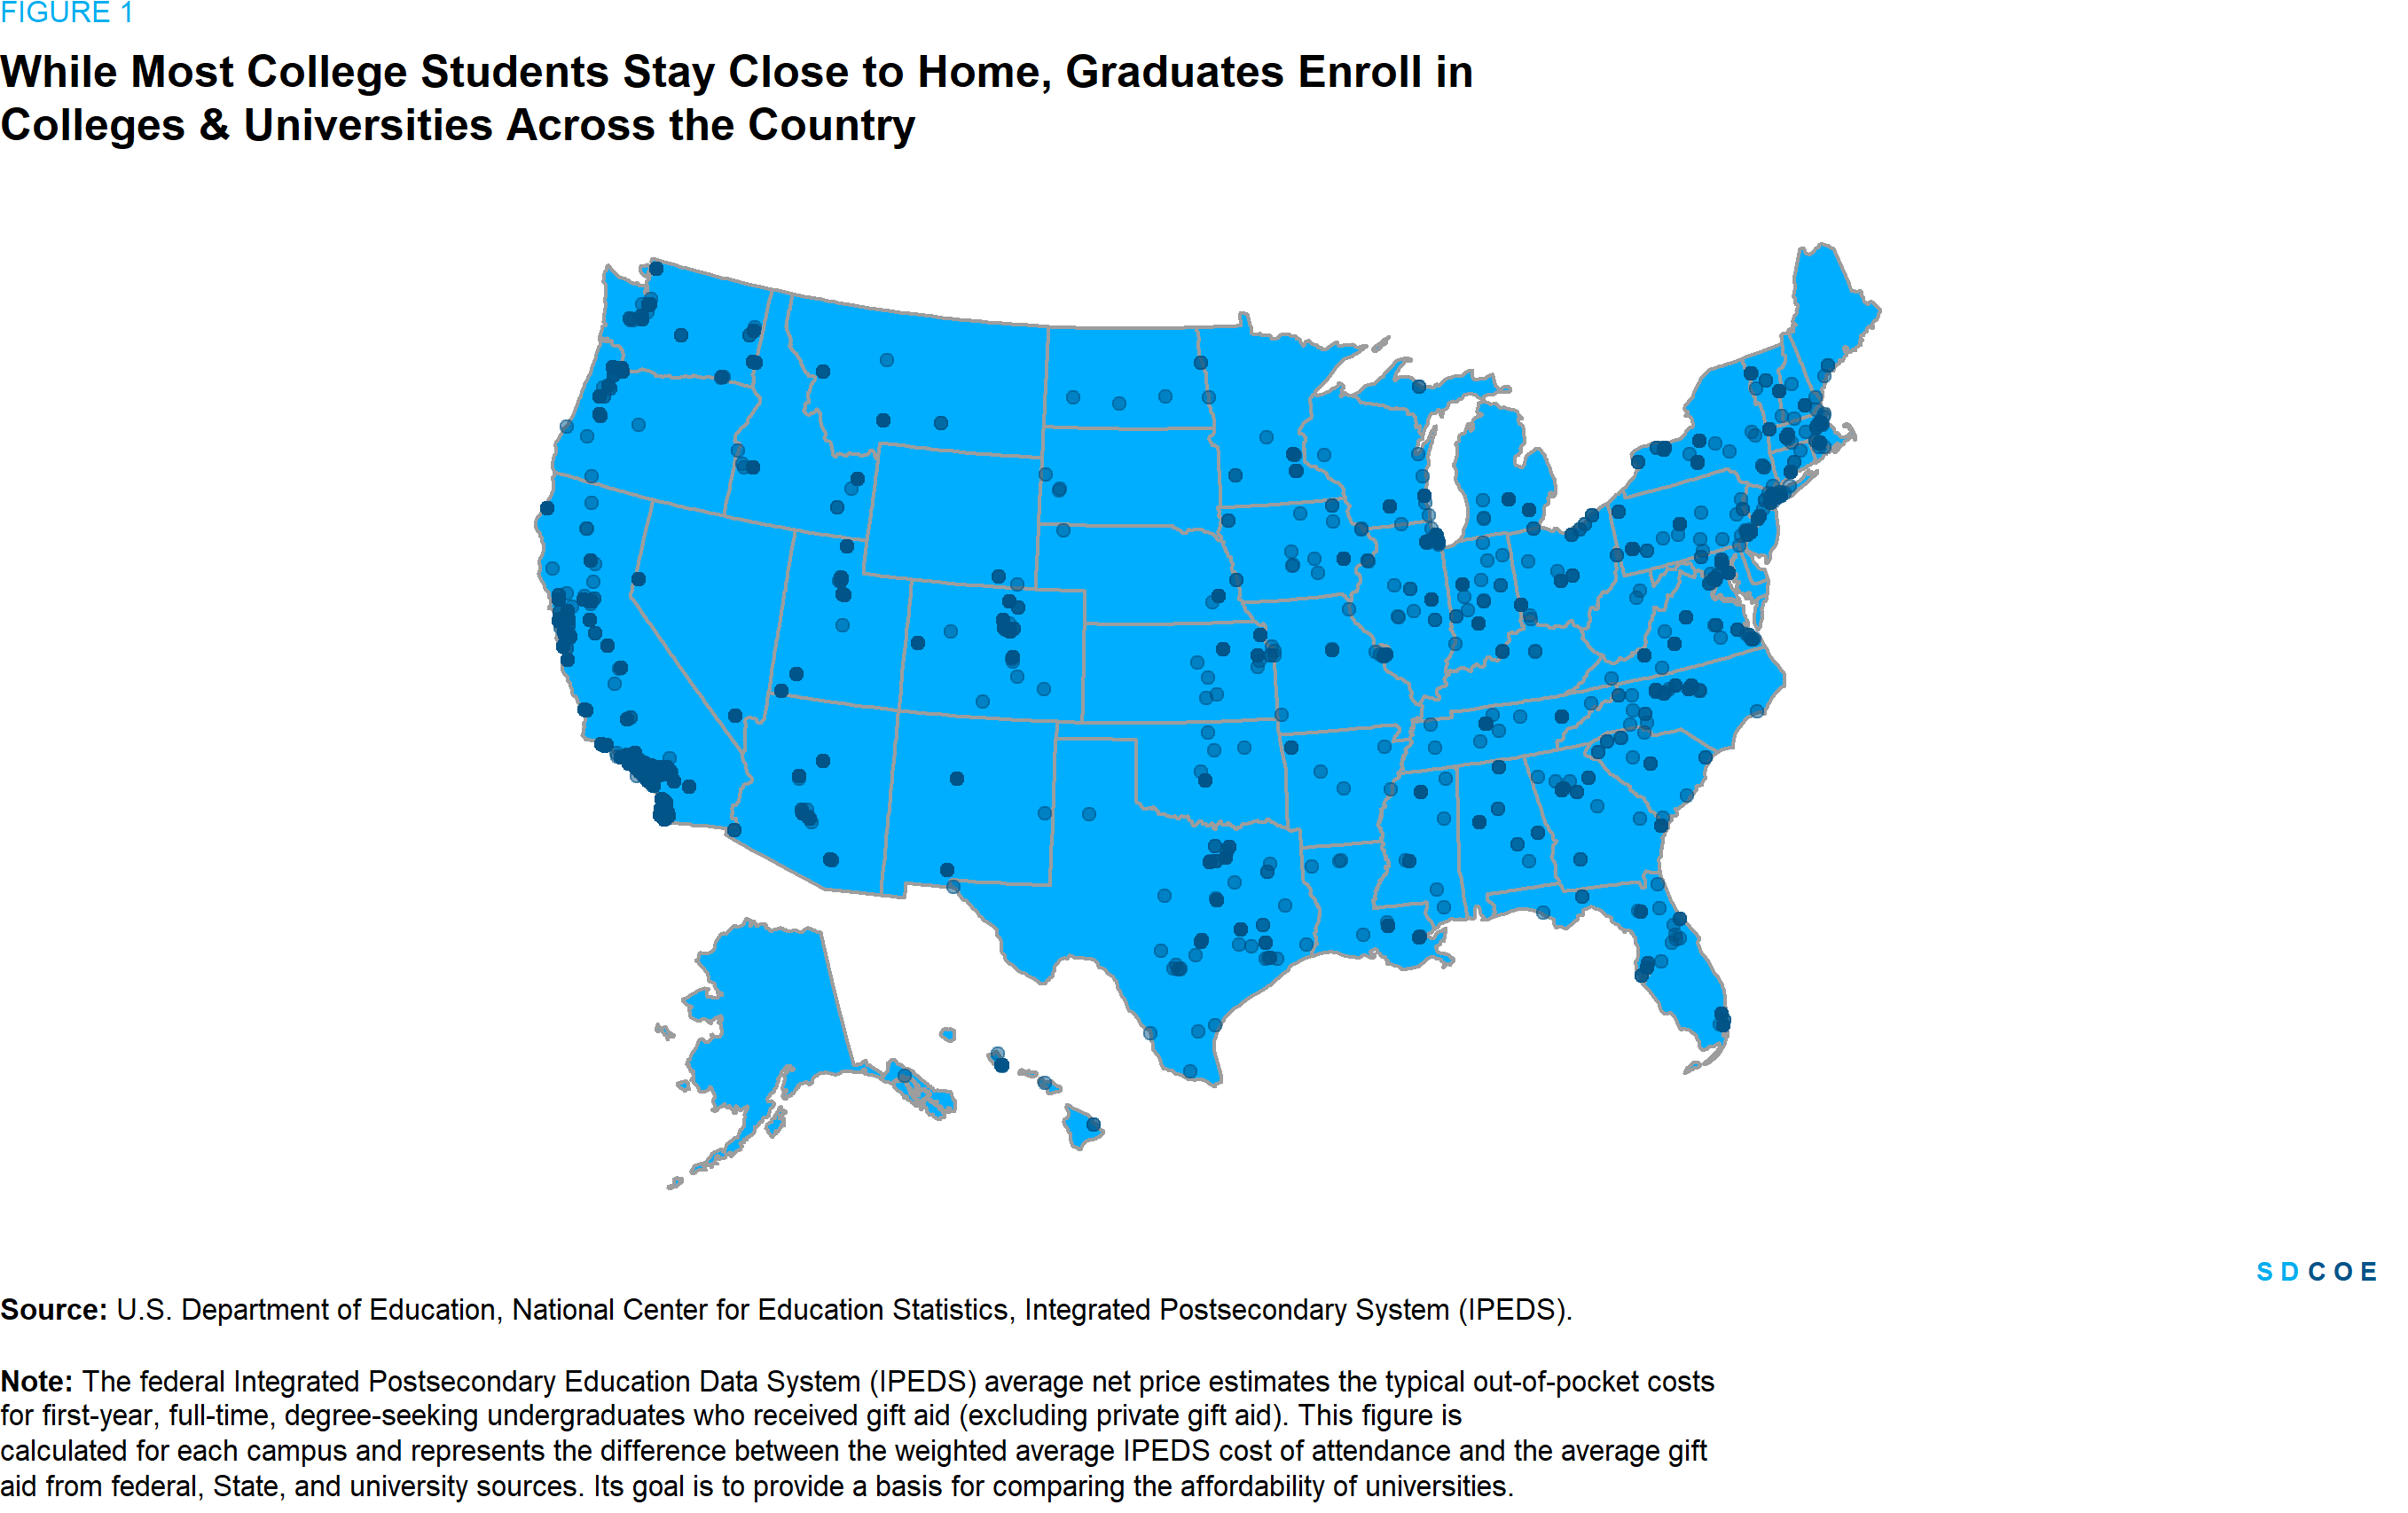 FIGURE 1
While Most College Students Stay Close to Home, Graduates Enroll in
Colleges & Universities Across the Country
SDCOE
Source: U.S. Department of Education, National Center for Education Statistics, Integrated Postsecondary System (IPEDS).
Note: The federal Integrated Postsecondary Education Data System (IPEDS) average net price estimates the typical out-of-pocket costs
for first-year, full-time, degree-seeking undergraduates who received gift aid (excluding private gift aid). This figure is
calculated for each campus and represents the difference between the weighted average IPEDS cost of attendance and the average gift
aid from federal, State, and university sources. Its goal is to provide a basis for comparing the affordability of universities.